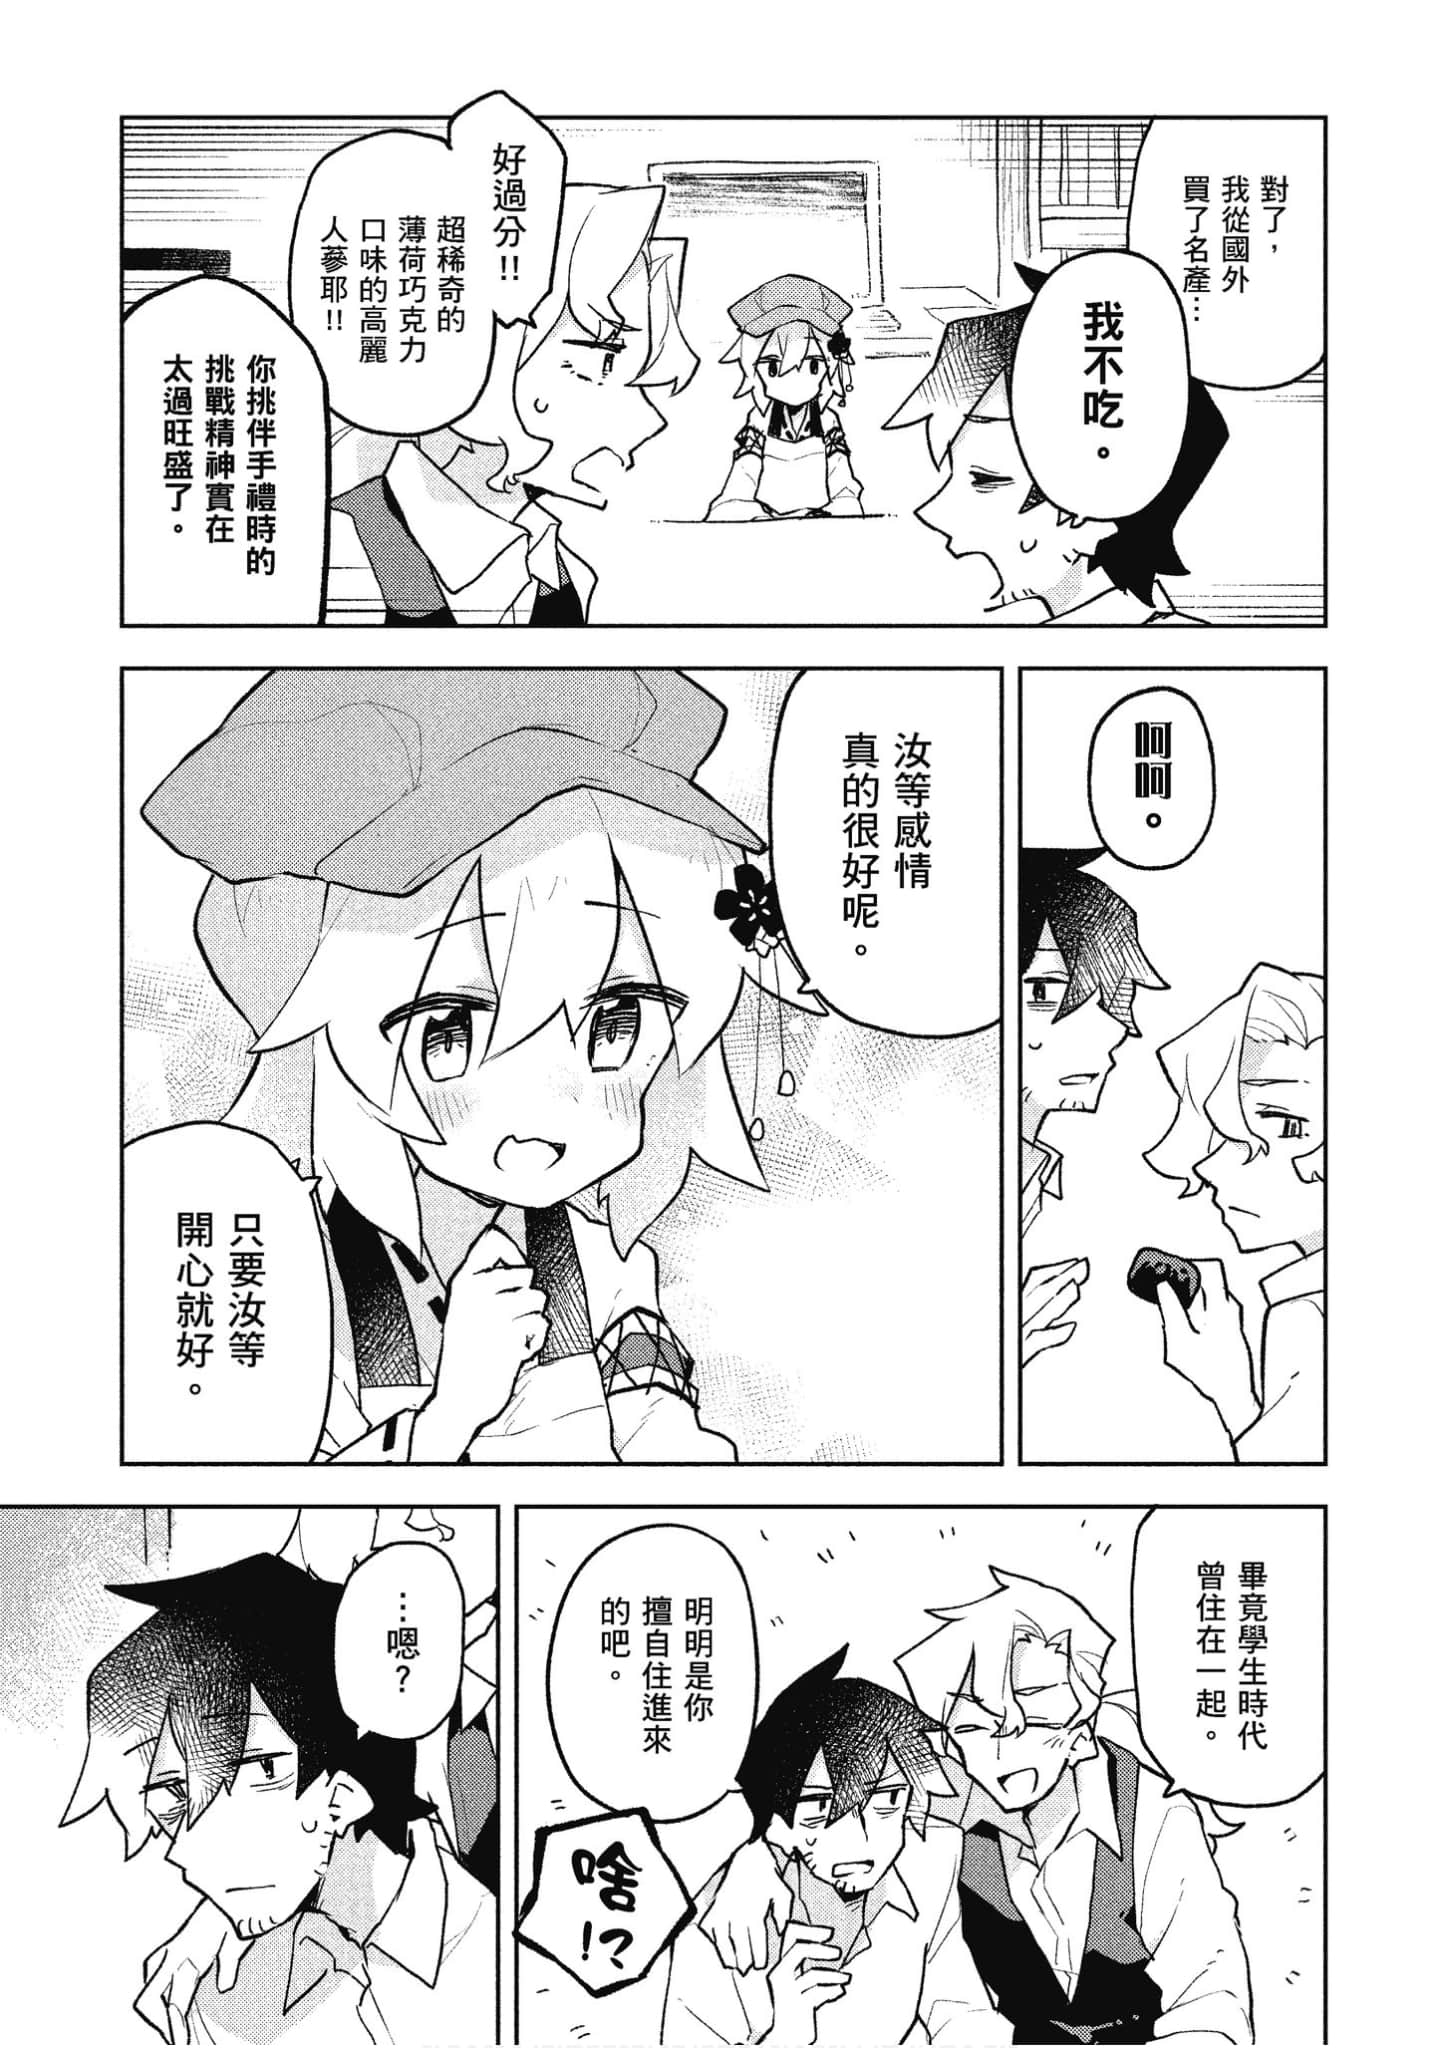 對了，
我從國外
買了名產…
我不吃。
好過分!!
超稀奇的
薄荷巧克力
口味的高麗
人蔘耶!!
你挑伴手禮時的
挑戰精神實在
太過旺盛了。
呵呵。
汝等感情
真的很好呢。
只要汝等
開心就好。
畢竟學生時代
曾住在一起。
明明是你
擅自住進來
的吧。
啥!?
…嗯?